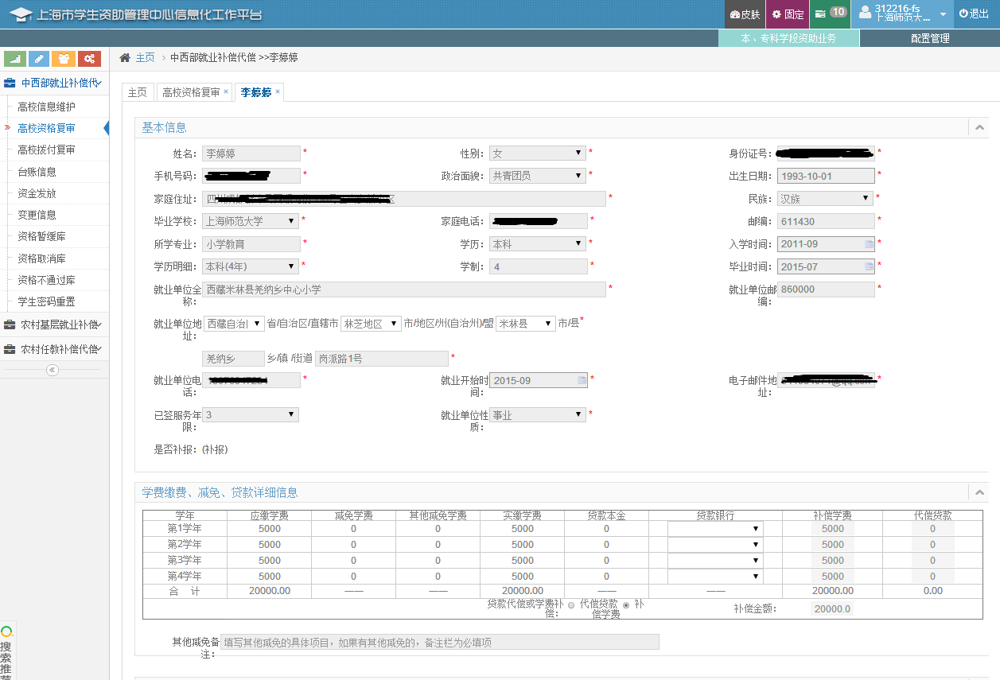 上海市学生资助管理中心信息化工作平台
皮肤 固定 10 312216-fs 上海师范大... 退出
本、专科学段资助业务 配置管理
主页 > 中西部就业补偿代偿 >>李婷婷
中西部就业补偿代
高校信息维护
高校资格复审
高校拨付复审
台账信息
资金发放
变更信息
资格暂缓库
资格取消库
资格不通过库
学生密码重置
农村基层就业补偿
农村任教补偿代偿
搜索推荐
主页 高校资格复审 × 李婷婷 ×
基本信息
姓名: 李婷婷 * 性别: 女 * 身份证号: *
手机号码: * 政治面貌: 共青团员 * 出生日期: 1993-10-01 *
家庭住址: 四川 区 * 民族: 汉族 *
毕业学校: 上海师范大学 * 家庭电话: * 邮编: 611430 *
所学专业: 小学教育 * 学历: 本科 * 入学时间: 2011-09 *
学历明细: 本科(4年) * 学制: 4 * 毕业时间: 2015-07 *
就业单位全称: 西藏米林县羌纳乡中心小学 * 就业单位邮编: 860000 *
就业单位地址: 西藏自治 省/自治区/直辖市 林芝地区 市/地区/州(自治州)/盟 米林县 市/县*
羌纳乡 乡/镇 /街道 岗派路1号 *
就业单位电话: * 就业开始时间: 2015-09 * 电子邮件地址: *
已签服务年限: 3 就业单位性质: 事业 *
是否补报: (补报)
学费缴费、减免、贷款详细信息
学年 应缴学费 减免学费 其他减免学费 实缴学费 贷款本金 贷款银行 补偿学费 代偿贷款
第1学年 5000 0 0 5000 0 5000 0
第2学年 5000 0 0 5000 0 5000 0
第3学年 5000 0 0 5000 0 5000 0
第4学年 5000 0 0 5000 0 5000 0
合 计 20000.00 —— —— 20000.00 —— —— 20000.00 0.00
贷款代偿或学费补偿: 代偿贷款 补偿学费 补偿金额: 20000.0
其他减免备注: 填写其他减免的具体项目，如果有其他减免的，备注栏为必填项